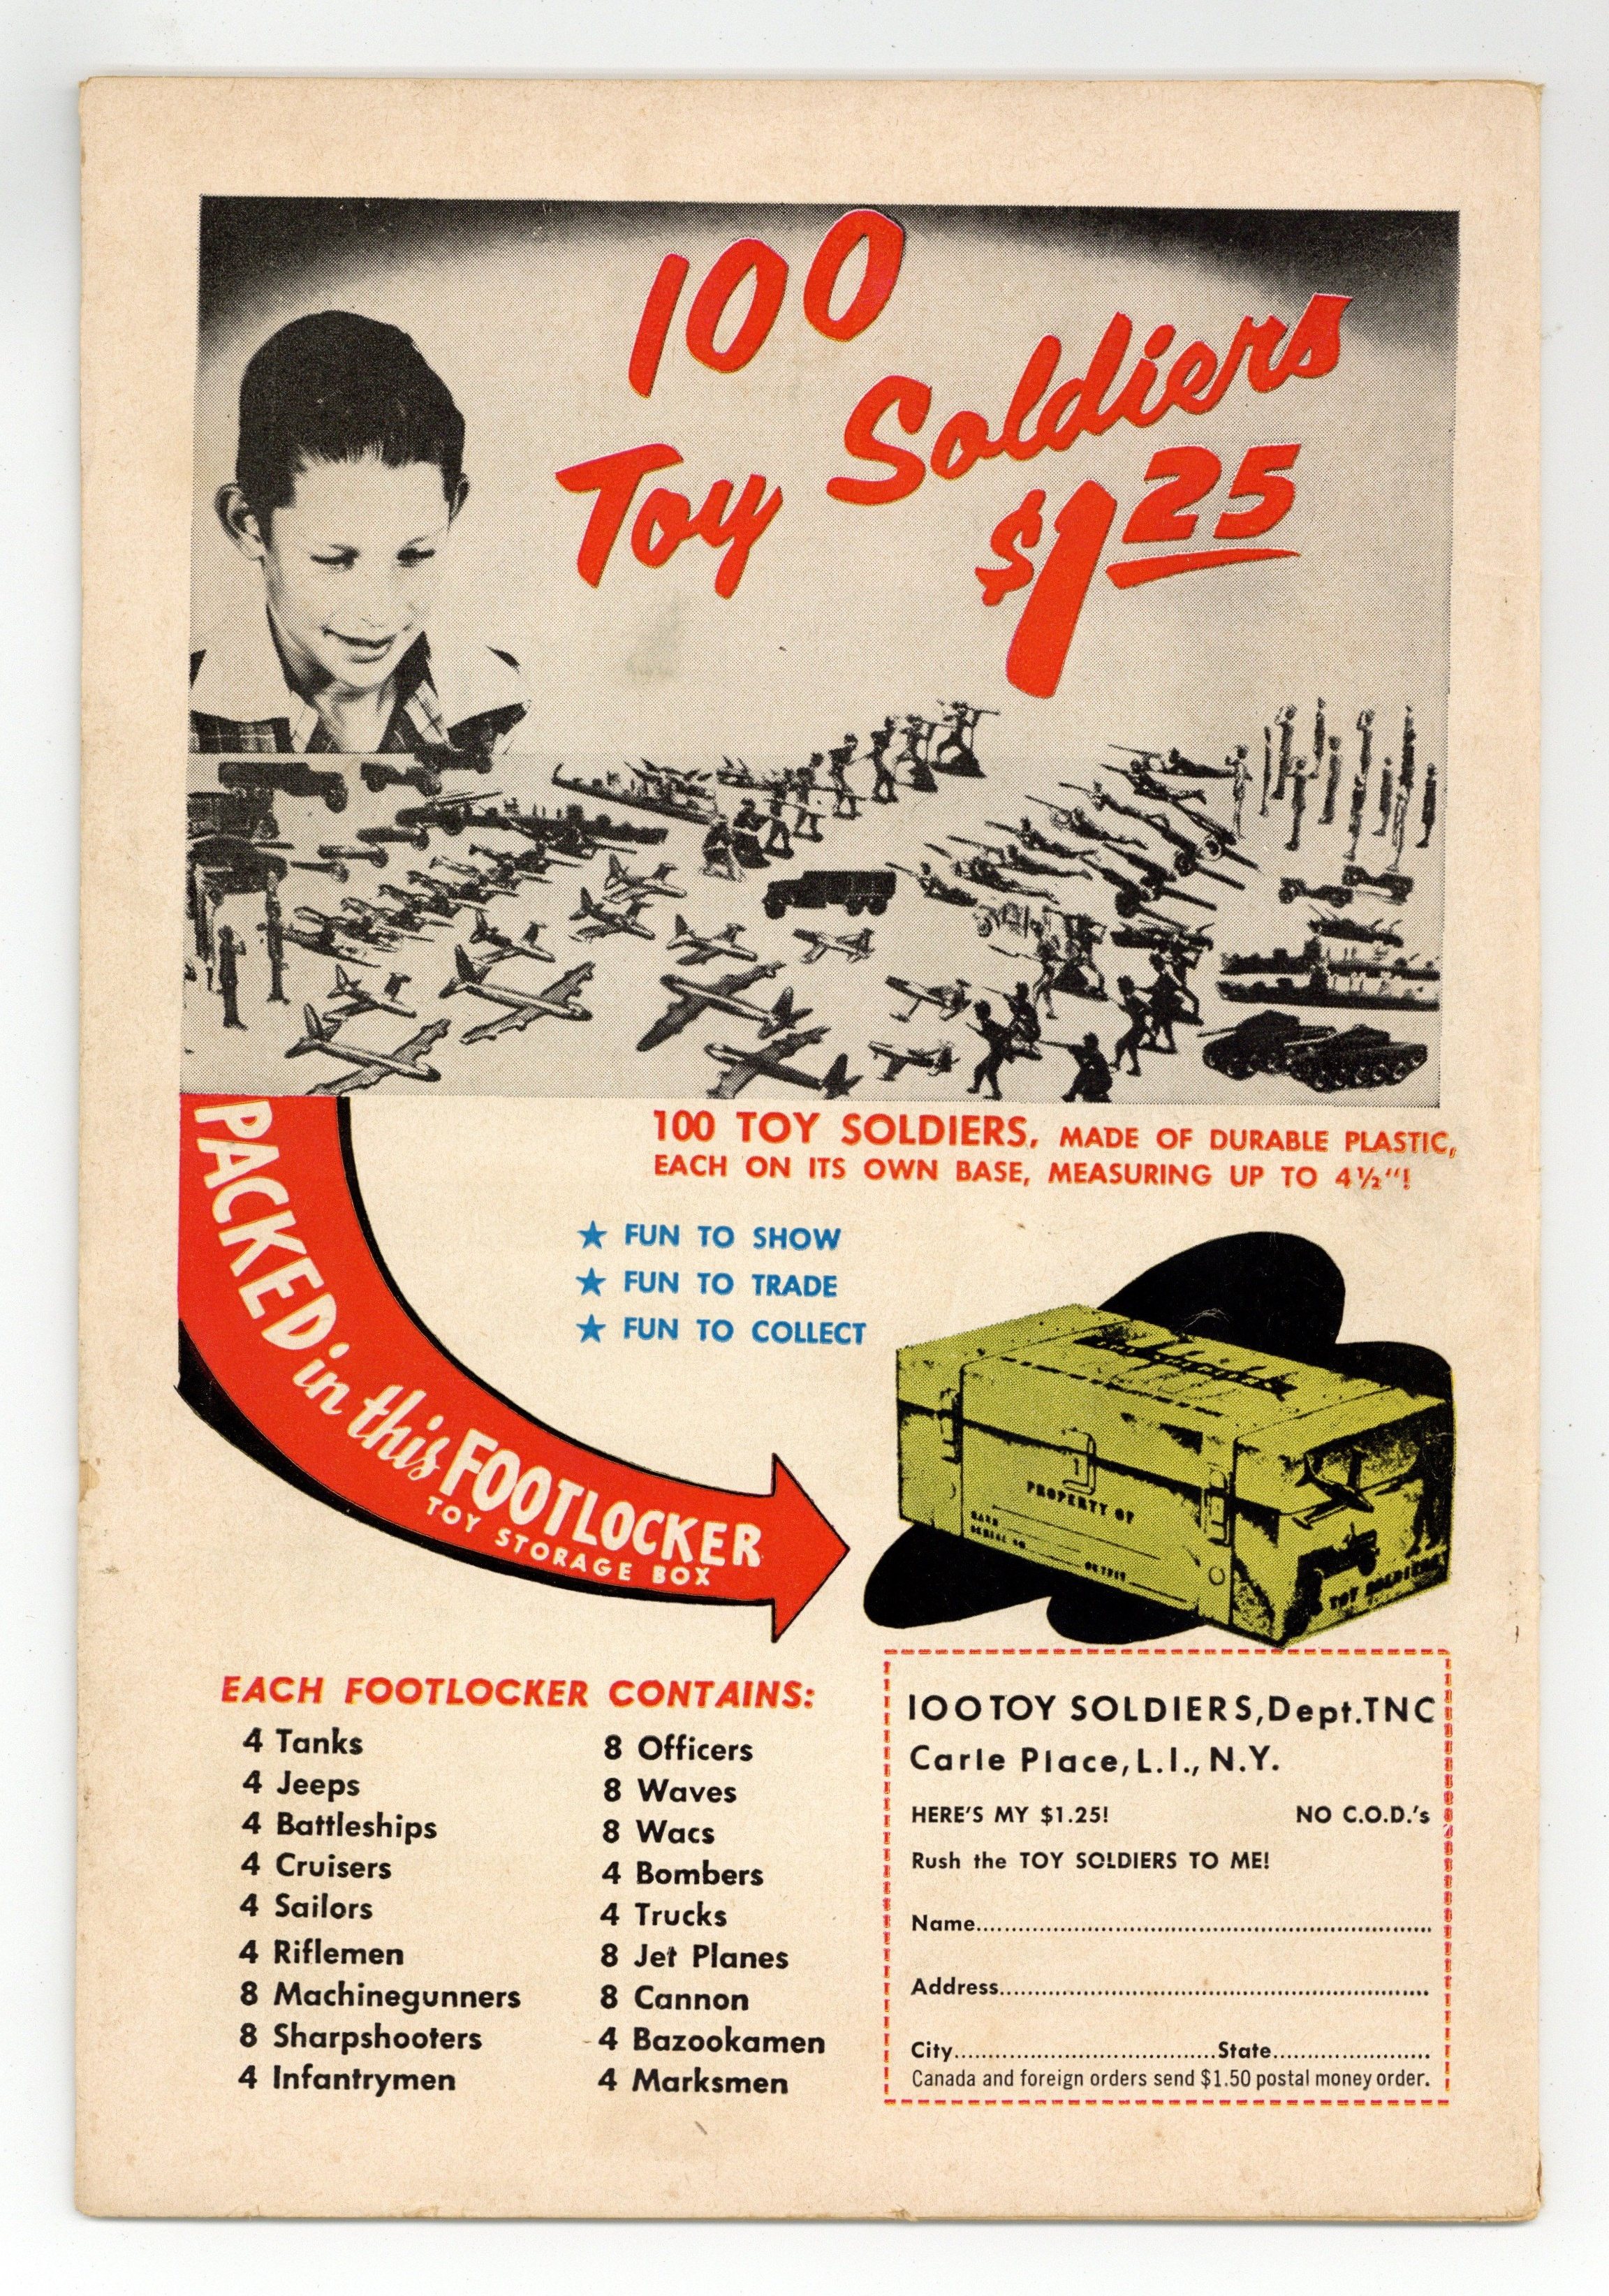 100
Toy Soldiers
$1.25
100 TOY SOLDIERS, MADE OF DURABLE PLASTIC,
EACH ON ITS OWN BASE, MEASURING UP TO 4½"!
★ FUN TO SHOW
★ FUN TO TRADE
★ FUN TO COLLECT
PACKED in this FOOTLOCKER
TOY STORAGE BOX
PROPERTY OF
NAME
SERIAL NO.
OUTFIT
TOY SOLDIERS
EACH FOOTLOCKER CONTAINS:
4 Tanks
4 Jeeps
4 Battleships
4 Cruisers
4 Sailors
4 Riflemen
8 Machinegunners
8 Sharpshooters
4 Infantrymen
8 Officers
8 Waves
8 Wacs
4 Bombers
4 Trucks
8 Jet Planes
8 Cannon
4 Bazookamen
4 Marksmen
100 TOY SOLDIERS, Dept. TNC
Carle Place, L.I., N.Y.
HERE'S MY $1.25! NO C.O.D.'s
Rush the TOY SOLDIERS TO ME!
Name
Address
City State
Canada and foreign orders send $1.50 postal money order.